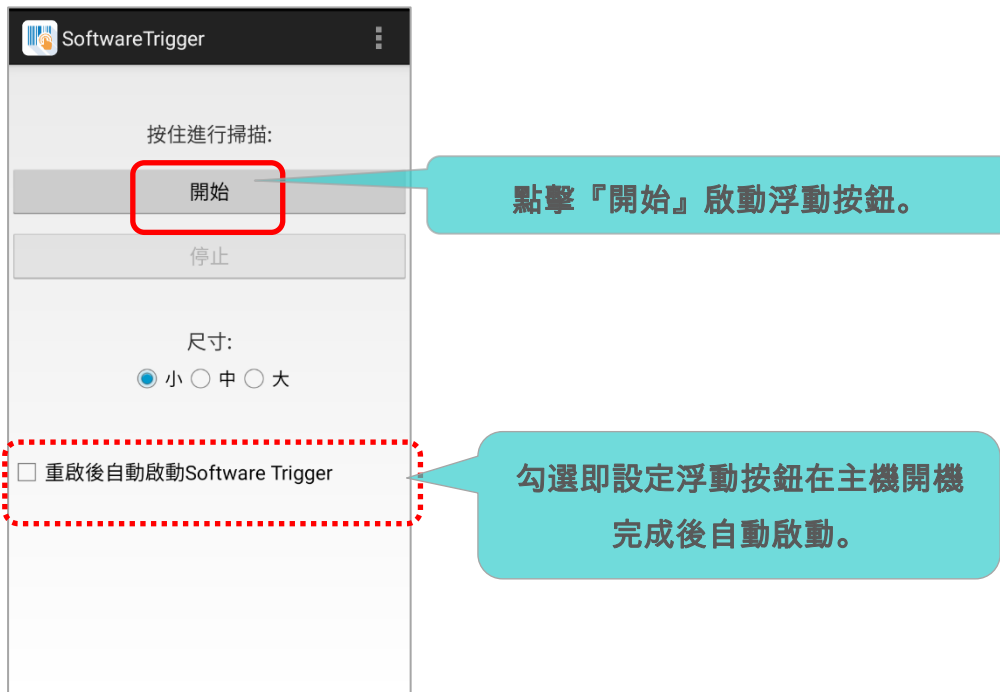 SoftwareTrigger
按住進行掃描:
開始
點擊『開始』啟動浮動按鈕。
停止
尺寸:
小 中 大
重啟後自動啟動Software Trigger
勾選即設定浮動按鈕在主機開機
完成後自動啟動。